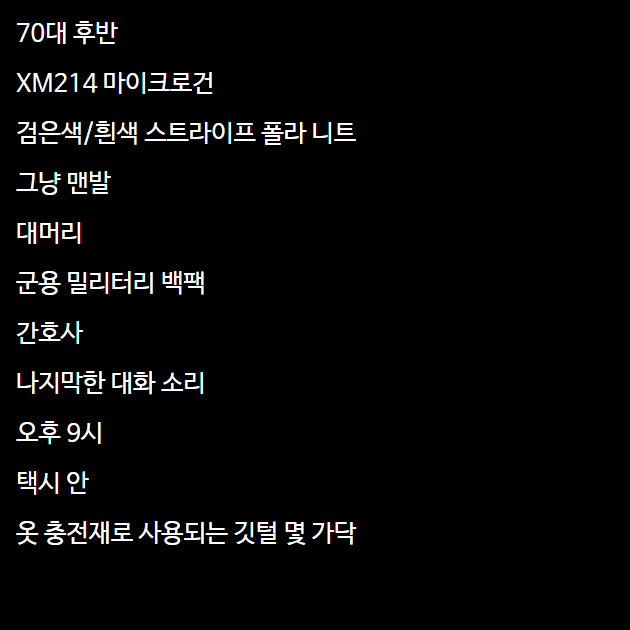 70대 후반
XM214 마이크로건
검은색/흰색 스트라이프 폴라 니트
그냥 맨발
대머리
군용 밀리터리 백팩
간호사
나지막한 대화 소리
오후 9시
택시 안
옷 충전재로 사용되는 깃털 몇 가닥